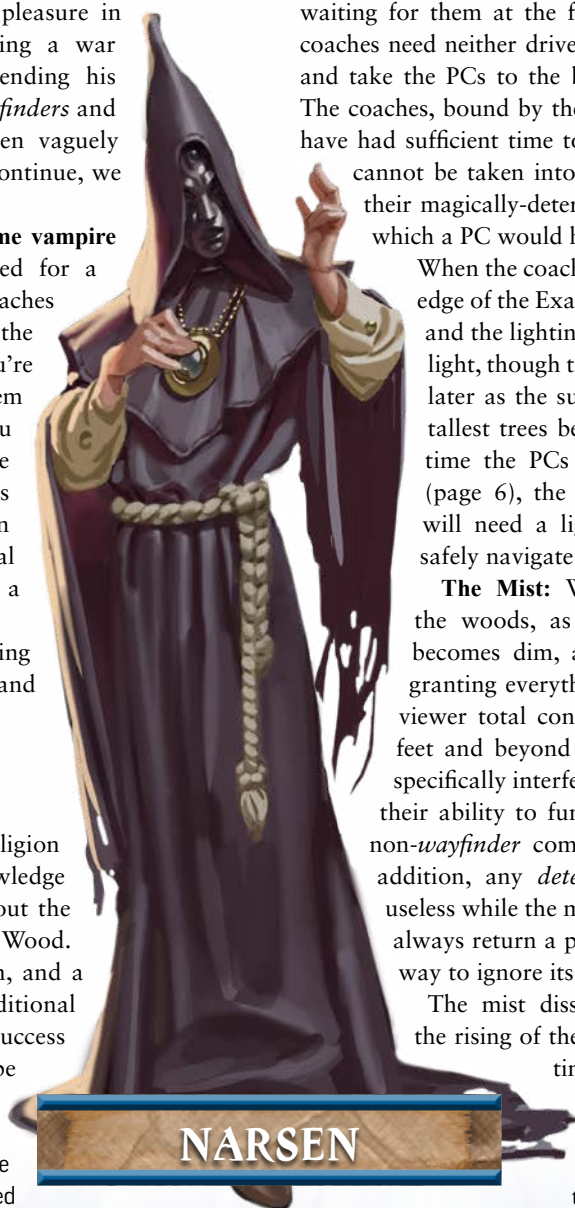 pleasure in
ing a war
ending his
finders and
en vaguely
ontinue, we
me vampire
ed for a
aches
the
u're
em
u
e
s
n
al
a
ing
and
ligion
wledge
out the
Wood.
n, and a
ditional
uccess
be
e
ed
waiting for them at the f
coaches need neither drive
and take the PCs to the b
The coaches, bound by the
have had sufficient time to
cannot be taken into
their magically-deter
which a PC would h
When the coach
edge of the Exa
and the lightin
light, though t
later as the su
tallest trees be
time the PCs
(page 6), the
will need a lig
safely navigate
The Mist: W
the woods, as
becomes dim, a
granting everyth
viewer total con
feet and beyond
specifically interfe
their ability to fun
non-wayfinder com
addition, any dete
useless while the m
always return a p
way to ignore its
The mist diss
the rising of the
tin
t
NARSEN